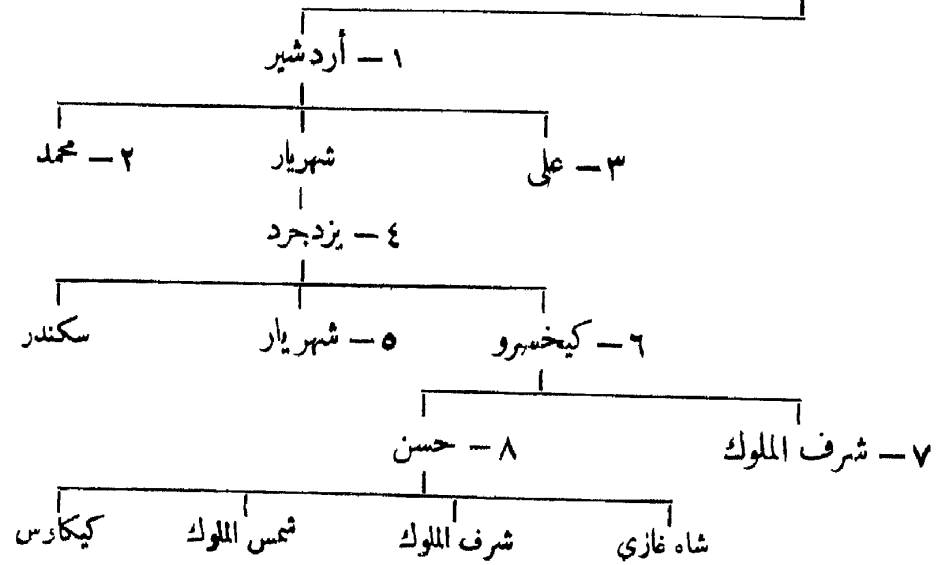 ١ — أردشير
٣ — على شهريار ٢ — محمد
٤ — يزدجرد
٦ — كيخسرو ٥ — شهريار سكندر
٧ — شرف الملوك ٨ — حسن
شاه غازي شرف الملوك شمس الملوك كيكاوس